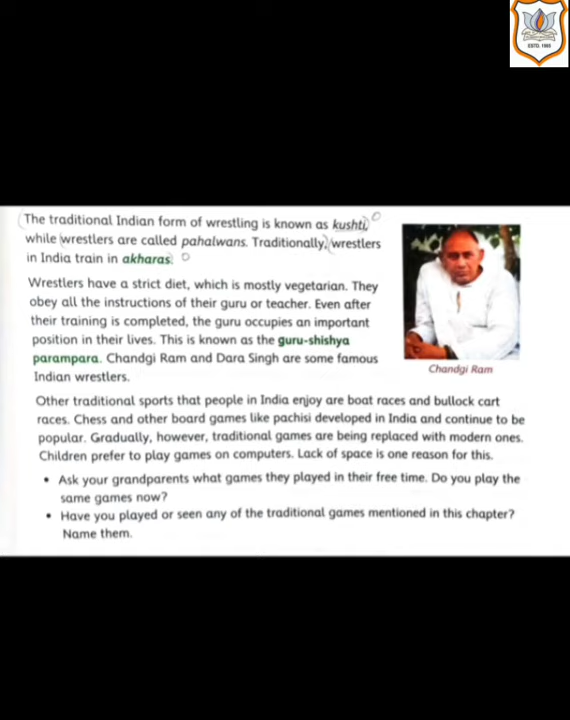 ESTD. 1995
The traditional Indian form of wrestling is known as kushti,
while wrestlers are called pahalwans. Traditionally, wrestlers
in India train in akharas.
Wrestlers have a strict diet, which is mostly vegetarian. They
obey all the instructions of their guru or teacher. Even after
their training is completed, the guru occupies an important
position in their lives. This is known as the guru-shishya
parampara. Chandgi Ram and Dara Singh are some famous
Indian wrestlers.
Chandgi Ram
Other traditional sports that people in India enjoy are boat races and bullock cart
races. Chess and other board games like pachisi developed in India and continue to be
popular. Gradually, however, traditional games are being replaced with modern ones.
Children prefer to play games on computers. Lack of space is one reason for this.
• Ask your grandparents what games they played in their free time. Do you play the
same games now?
• Have you played or seen any of the traditional games mentioned in this chapter?
Name them.